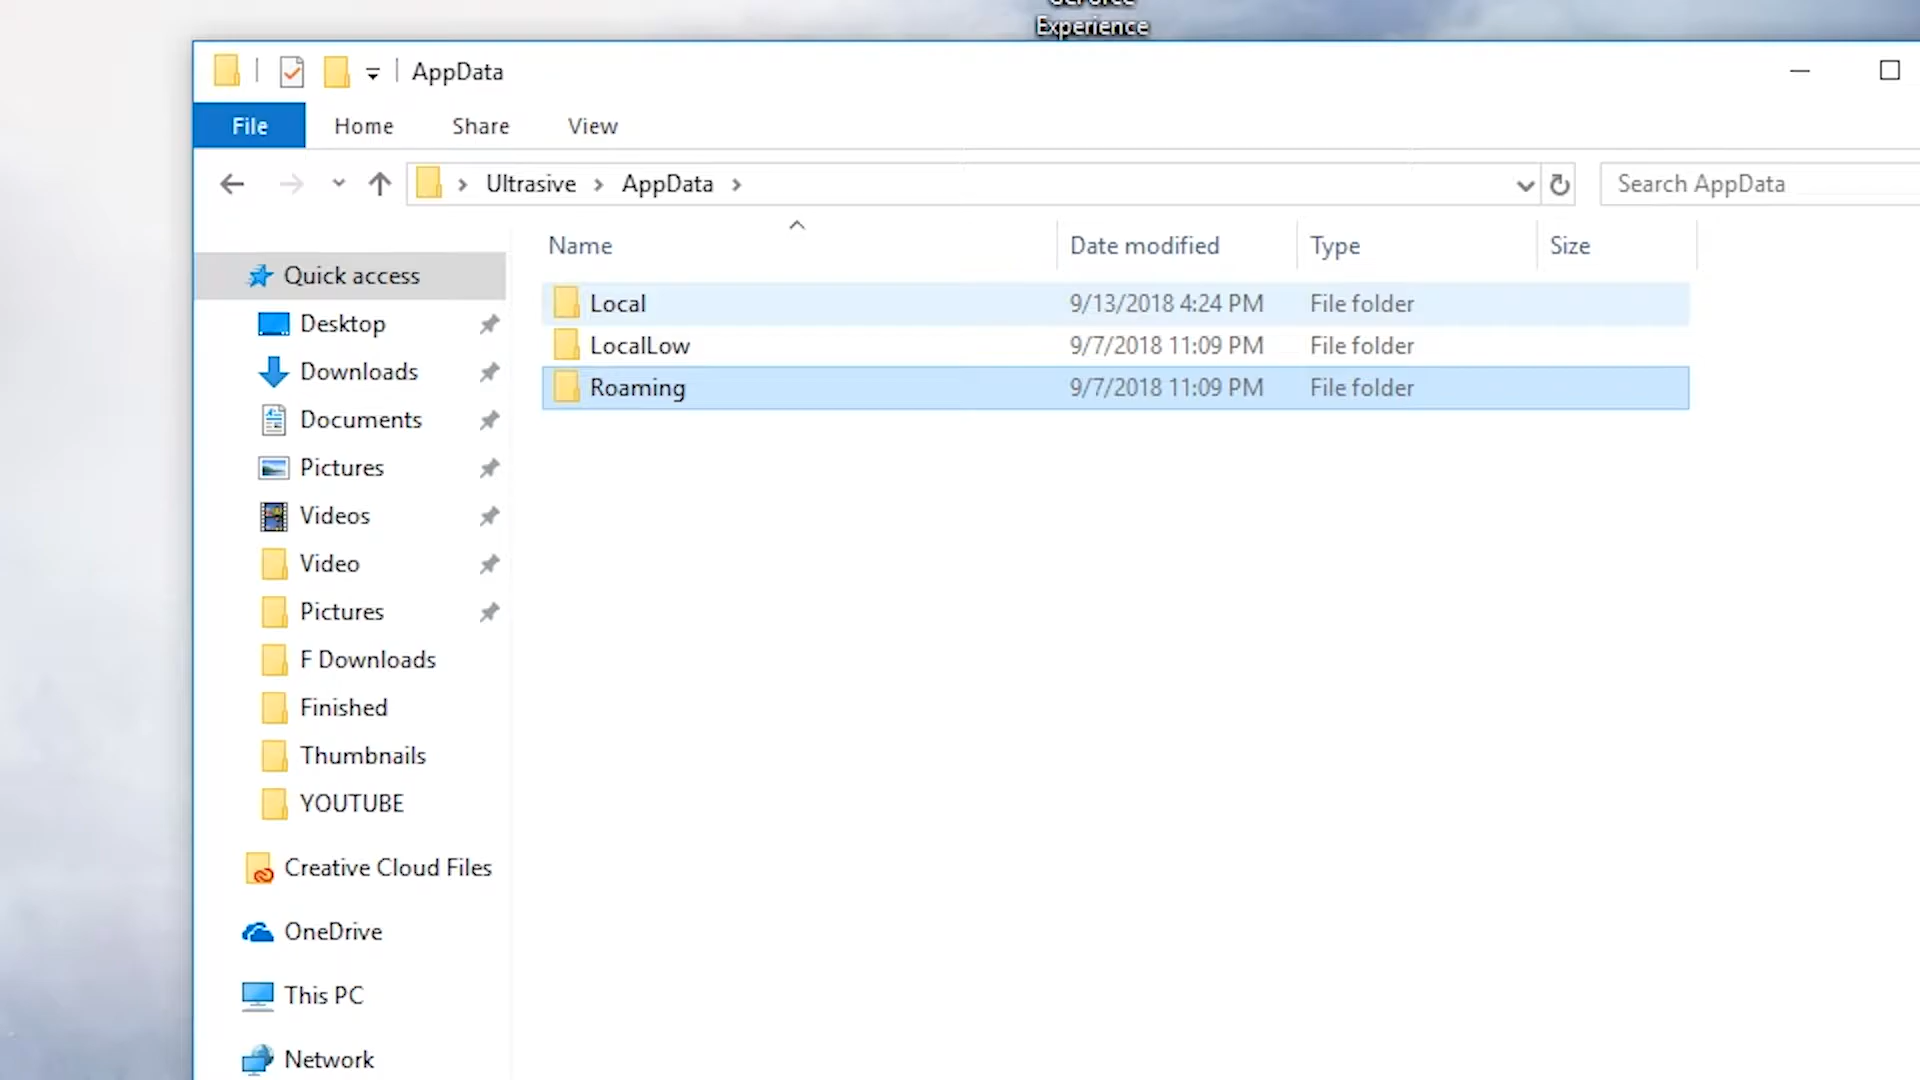 Experience
AppData
File Home Share View
Ultrasive AppData
Search AppData
Name Date modified Type Size
Quick access
Desktop
Downloads
Documents
Pictures
Videos
Video
Pictures
F Downloads
Finished
Thumbnails
YOUTUBE
Creative Cloud Files
OneDrive
This PC
Network
Local 9/13/2018 4:24 PM File folder
LocalLow 9/7/2018 11:09 PM File folder
Roaming 9/7/2018 11:09 PM File folder